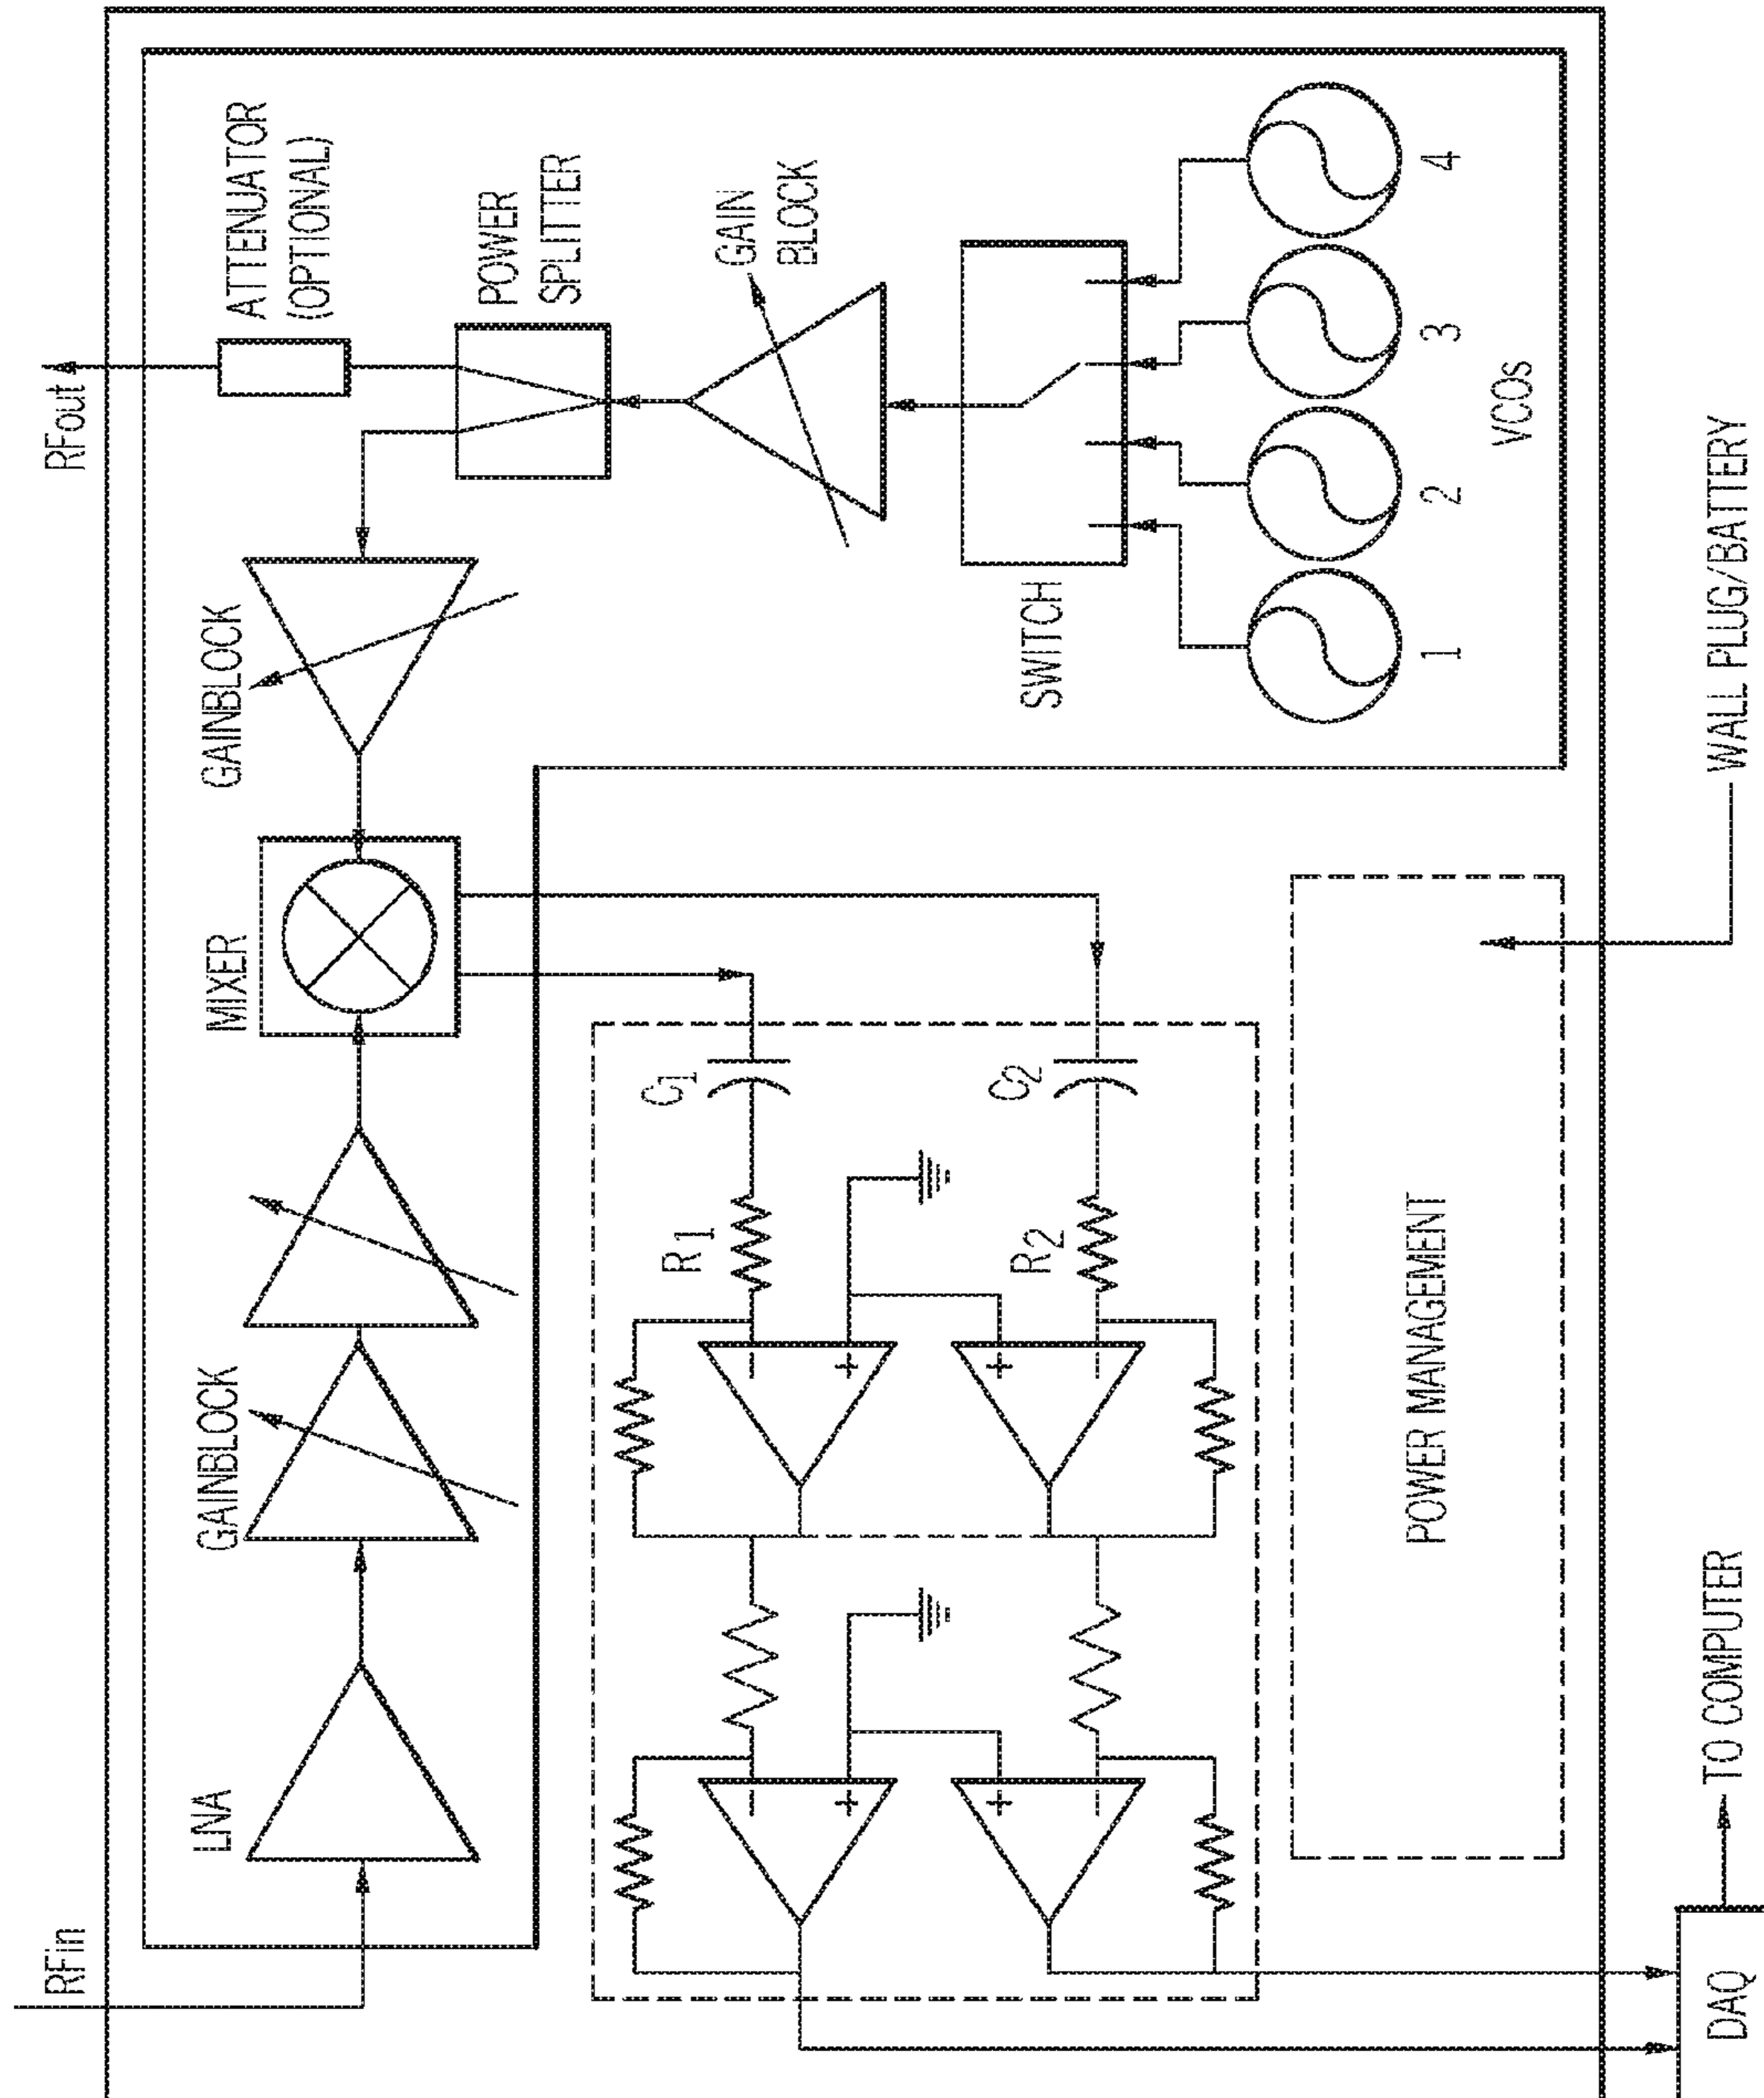 RFin
RFout
LNA
GAINBLOCK
MIXER
GAINBLOCK
ATTENUATOR
(OPTIONAL)
POWER
SPLITTER
GAIN
BLOCK
SWITCH
1
2
3
4
VCOs
C1
R1
C2
R2
-
+
+
-
-
+
+
-
POWER MANAGEMENT
WALL PLUG/BATTERY
DAQ
TO COMPUTER